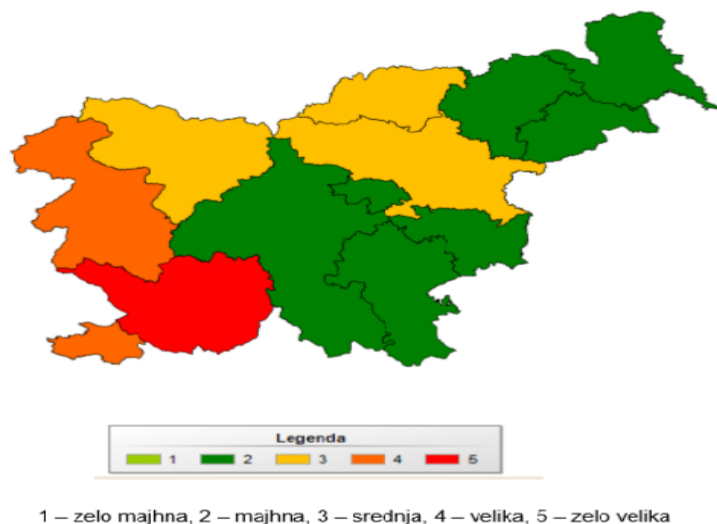 Legenda
1 2 3 4 5
1 – zelo majhna, 2 – majhna, 3 – srednja, 4 – velika, 5 – zelo velika